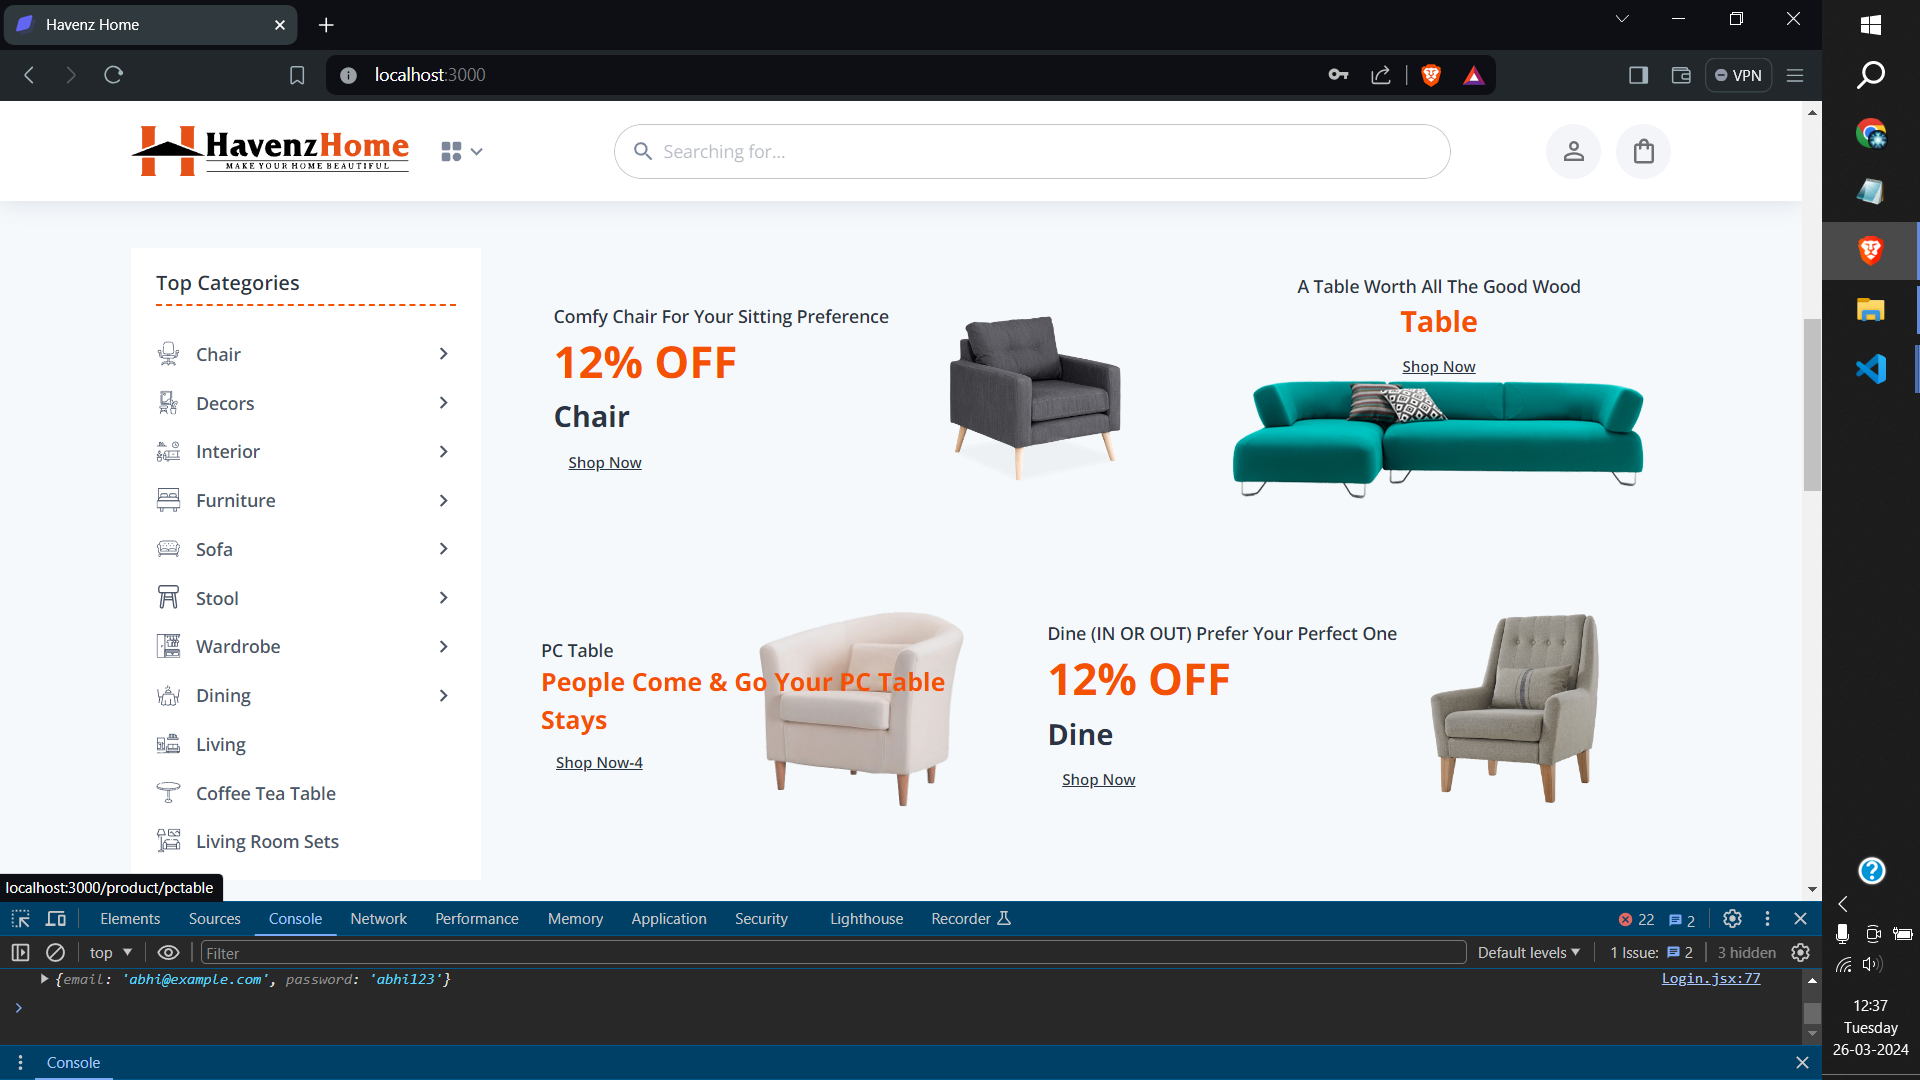 Havenz Home
localhost:3000
VPN
HavenzHome
MAKE YOUR HOME BEAUTIFUL
Searching for...
Top Categories
Chair
Decors
Interior
Furniture
Sofa
Stool
Wardrobe
Dining
Living
Coffee Tea Table
Living Room Sets
Comfy Chair For Your Sitting Preference
12% OFF
Chair
Shop Now
A Table Worth All The Good Wood
Table
Shop Now
PC Table
People Come & Go Your PC Table
Stays
Shop Now-4
Dine (IN OR OUT) Prefer Your Perfect One
12% OFF
Dine
Shop Now
localhost:3000/product/pctable
Elements Sources Console Network Performance Memory Application Security Lighthouse Recorder 22 2
top Filter Default levels 1 Issue: 2 3 hidden
{email: 'abhi@example.com', password: 'abhi123'} Login.jsx:77
Console
12:37
Tuesday
26-03-2024